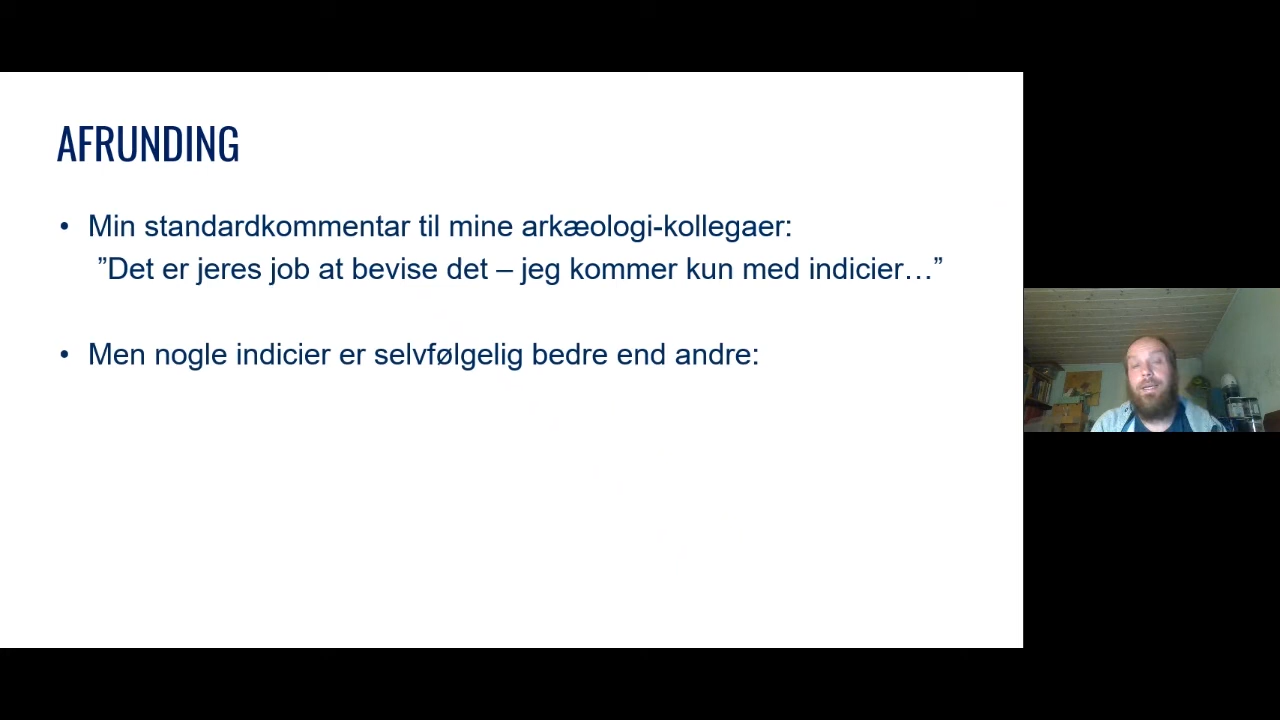 AFRUNDING
• Min standardkommentar til mine arkæologi-kollegaer:
”Det er jeres job at bevise det – jeg kommer kun med indicier…”
• Men nogle indicier er selvfølgelig bedre end andre: